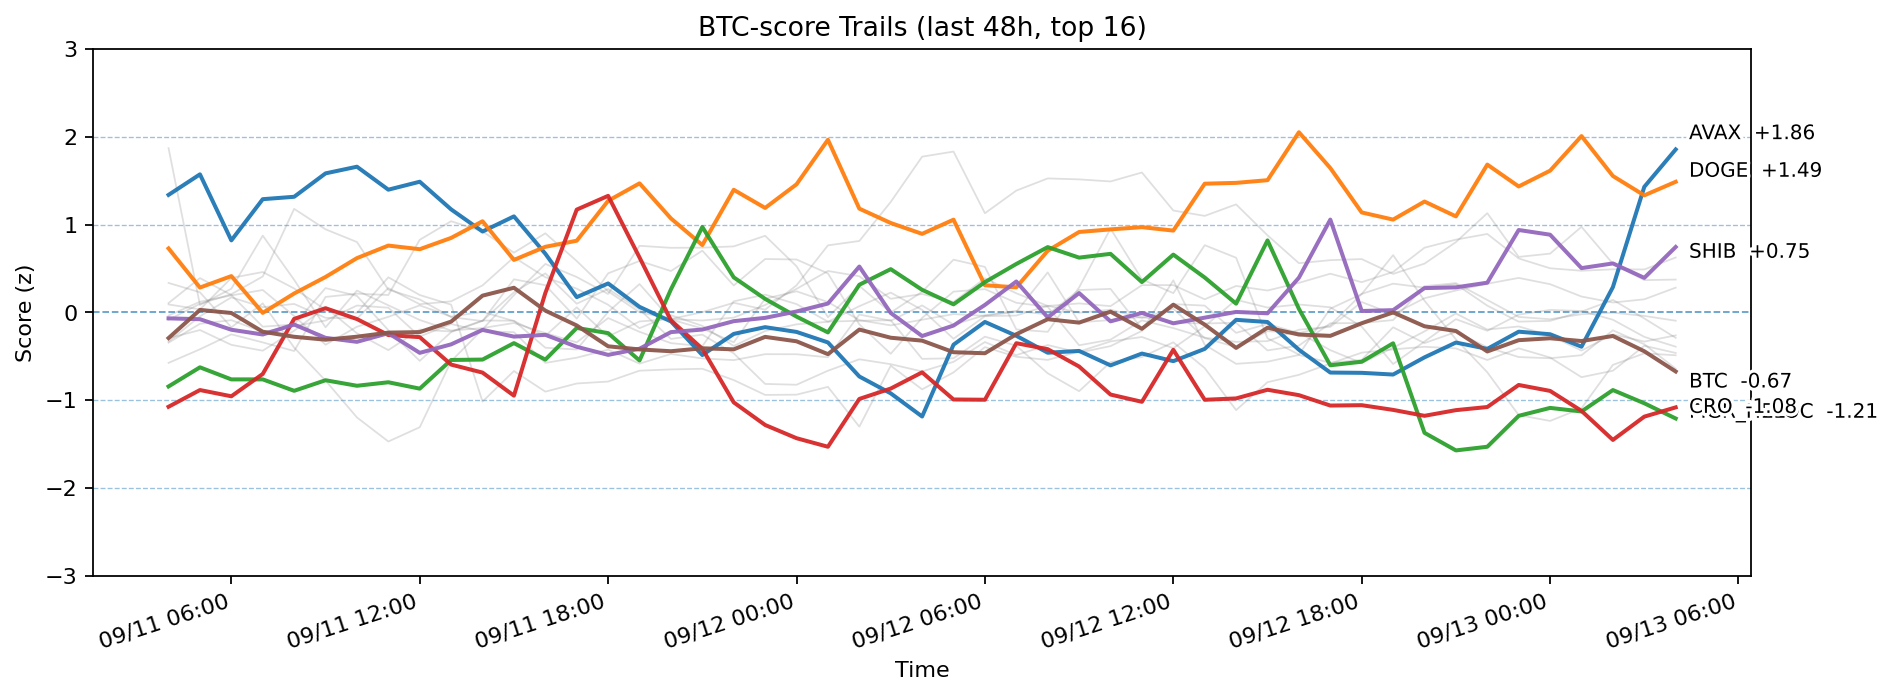 BTC-score Trails (last 48h, top 16)
Score (z)
3
2
1
0
−1
−2
−3
AVAX +1.86
DOGE +1.49
SHIB +0.75
BTC -0.67
CRO -1.08
-1.21
09/11 06:00
09/11 12:00
09/11 18:00
09/12 00:00
09/12 06:00
09/12 12:00
09/12 18:00
09/13 00:00
09/13 06:00
Time